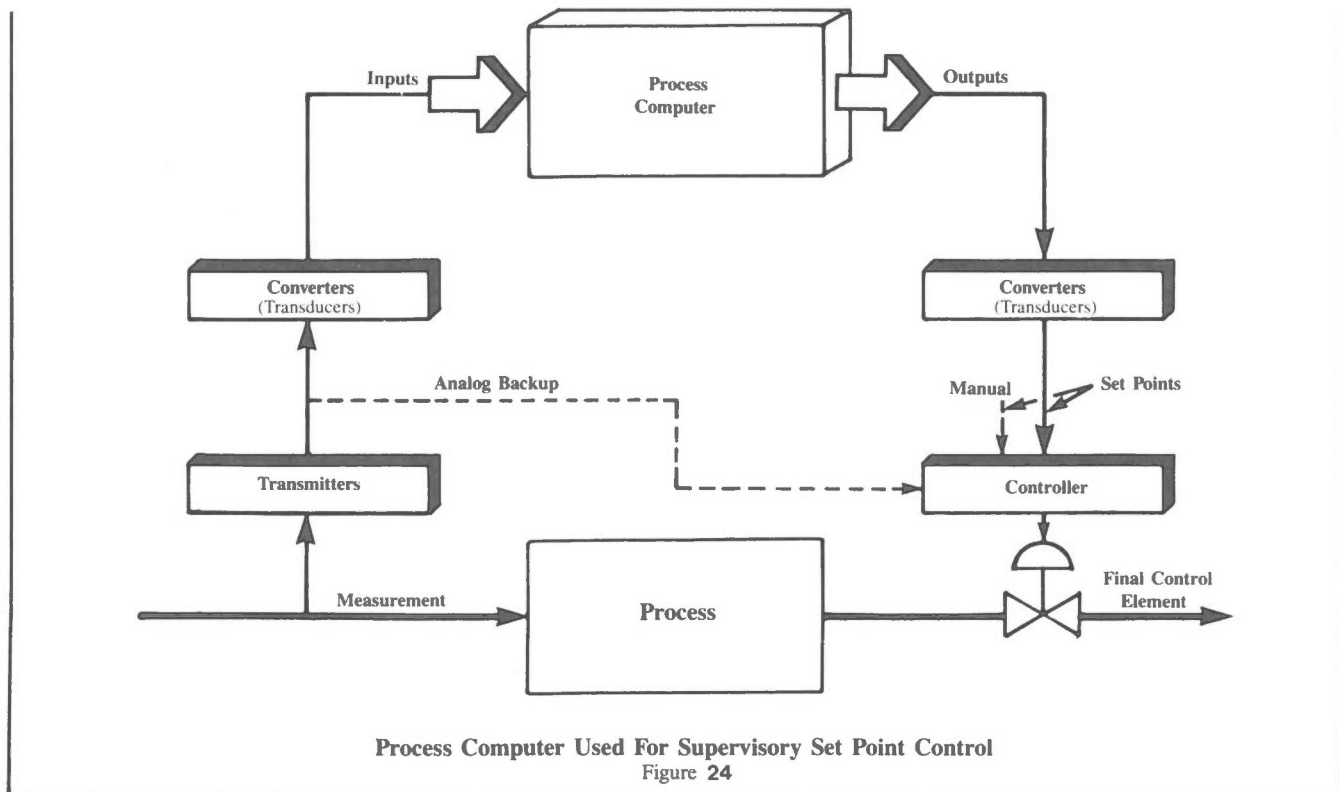 Inputs
Process
Computer
Outputs
Converters
(Transducers)
Converters
(Transducers)
Analog Backup
Manual
Set Points
Transmitters
Controller
Measurement
Process
Final Control
Element
Process Computer Used For Supervisory Set Point Control
Figure 24